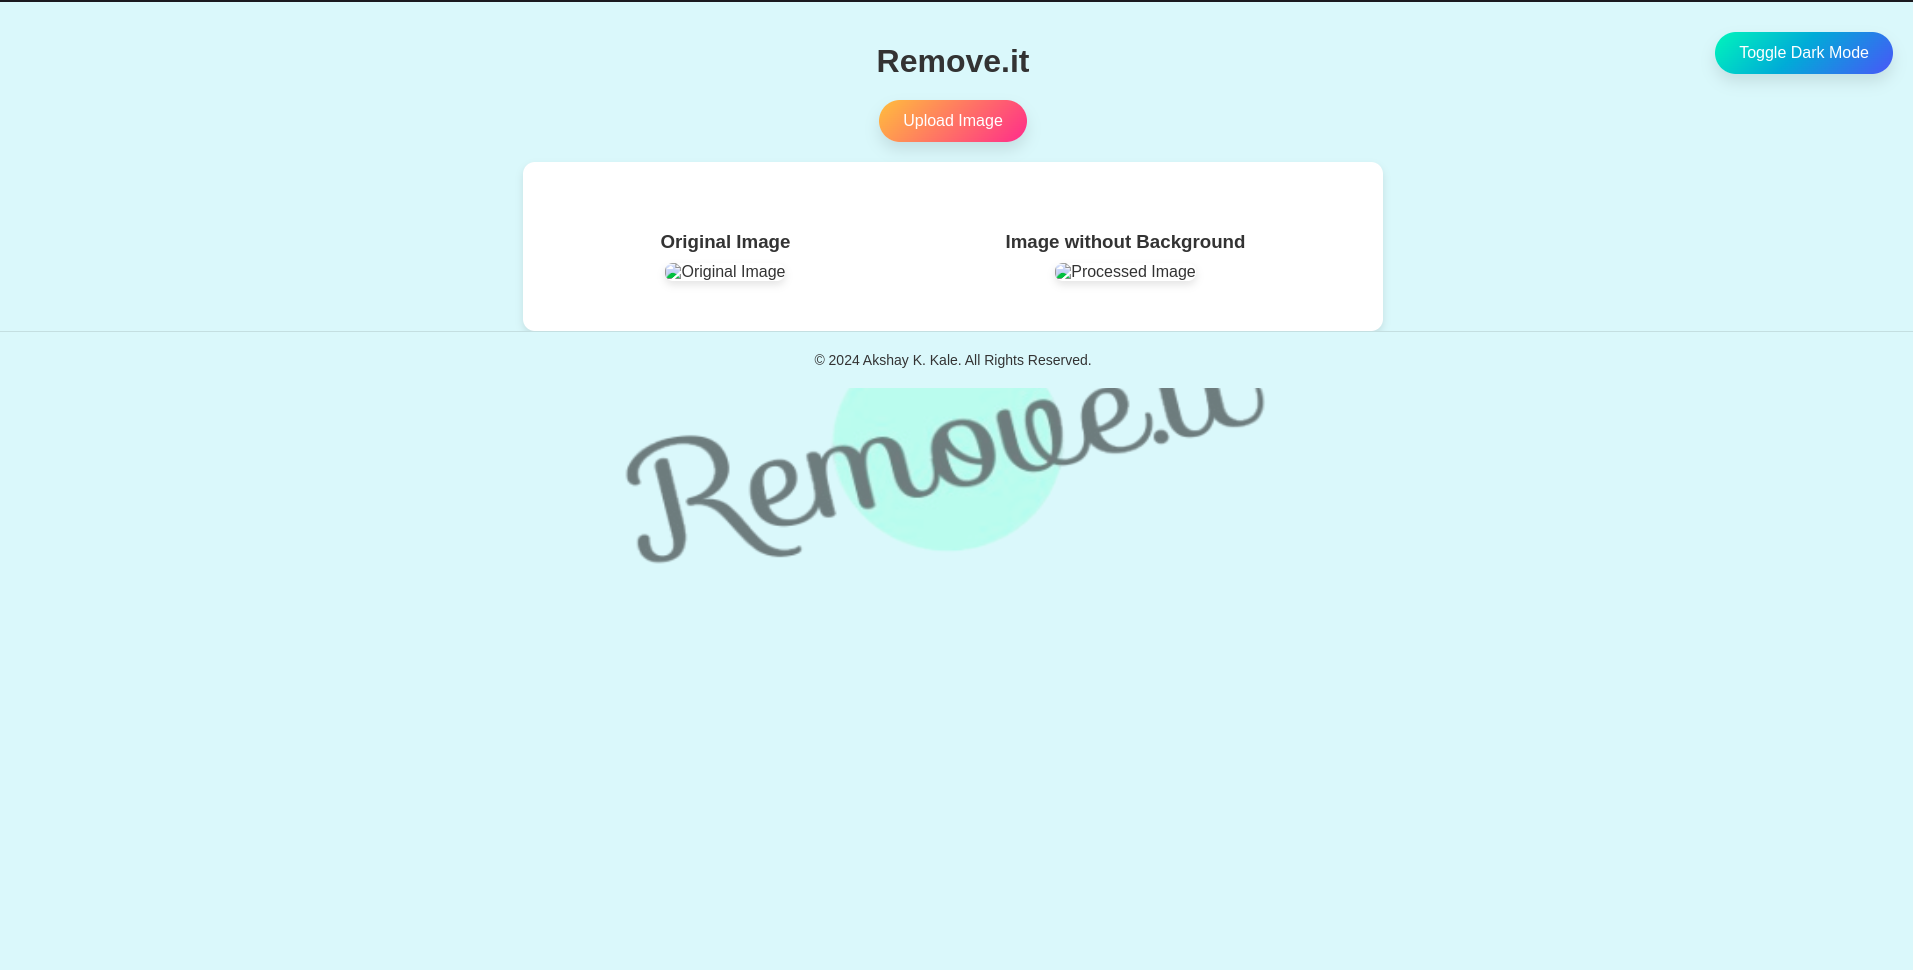 Remove.it
Toggle Dark Mode
Upload Image
Original Image
Image without Background
Original Image
Processed Image
© 2024 Akshay K. Kale. All Rights Reserved.
Remove.it